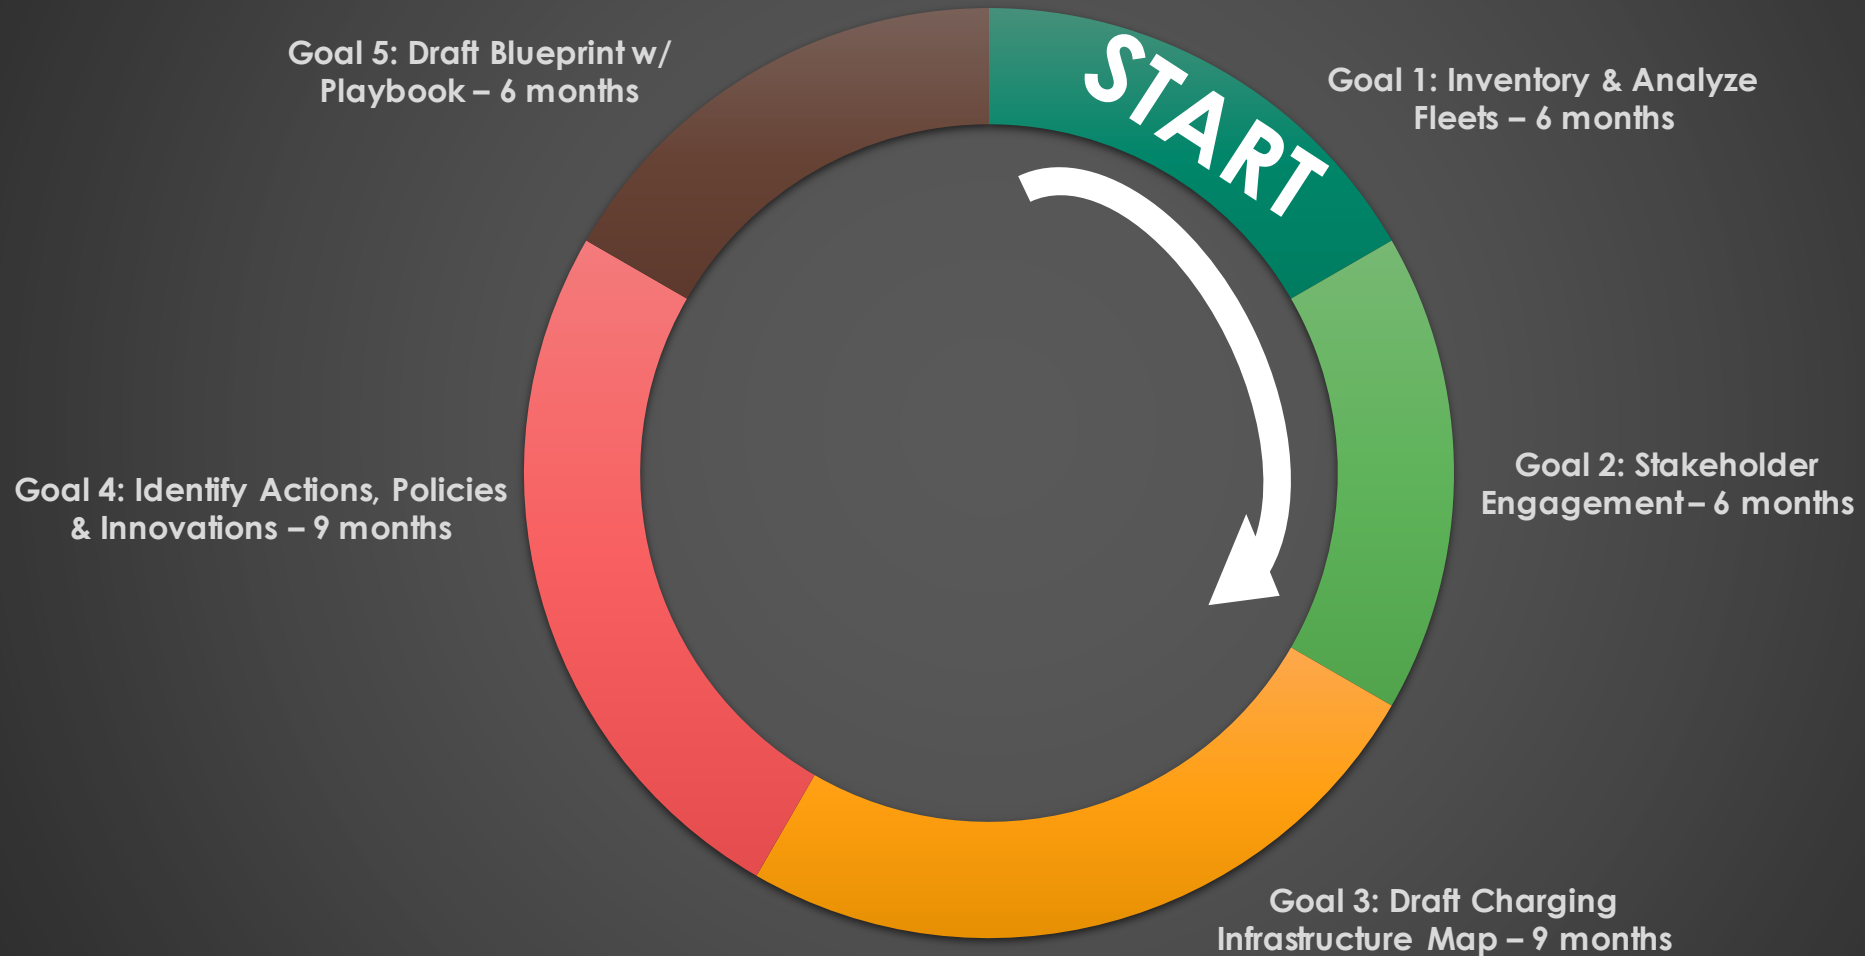 START
Goal 1: Inventory & Analyze
Fleets – 6 months
Goal 2: Stakeholder
Engagement – 6 months
Goal 3: Draft Charging
Infrastructure Map – 9 months
Goal 4: Identify Actions, Policies
& Innovations – 9 months
Goal 5: Draft Blueprint w/
Playbook – 6 months